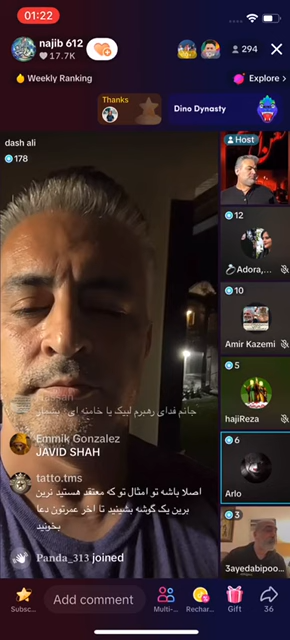 01:22
najib 612
17.7K
294
Weekly Ranking
Explore >
Thanks
Dino Dynasty
dash ali
178
Host
12
Adora,...
10
Amir Kazemi
5
hajiReza
6
Arlo
3
3ayedabipoo...
جانم فدای رهبرم لبیک یا خامنه ای
Emmik Gonzalez
JAVID SHAH
tatto.tms
اصلا باشه تو امثال تو که معتقد هستید نرین
برین یک گوشه بشینید تا اخر عمرتون دعا
بخونید
Panda_313 joined
Subsc...
Add comment
Multi-...
Rechar...
Gift
36